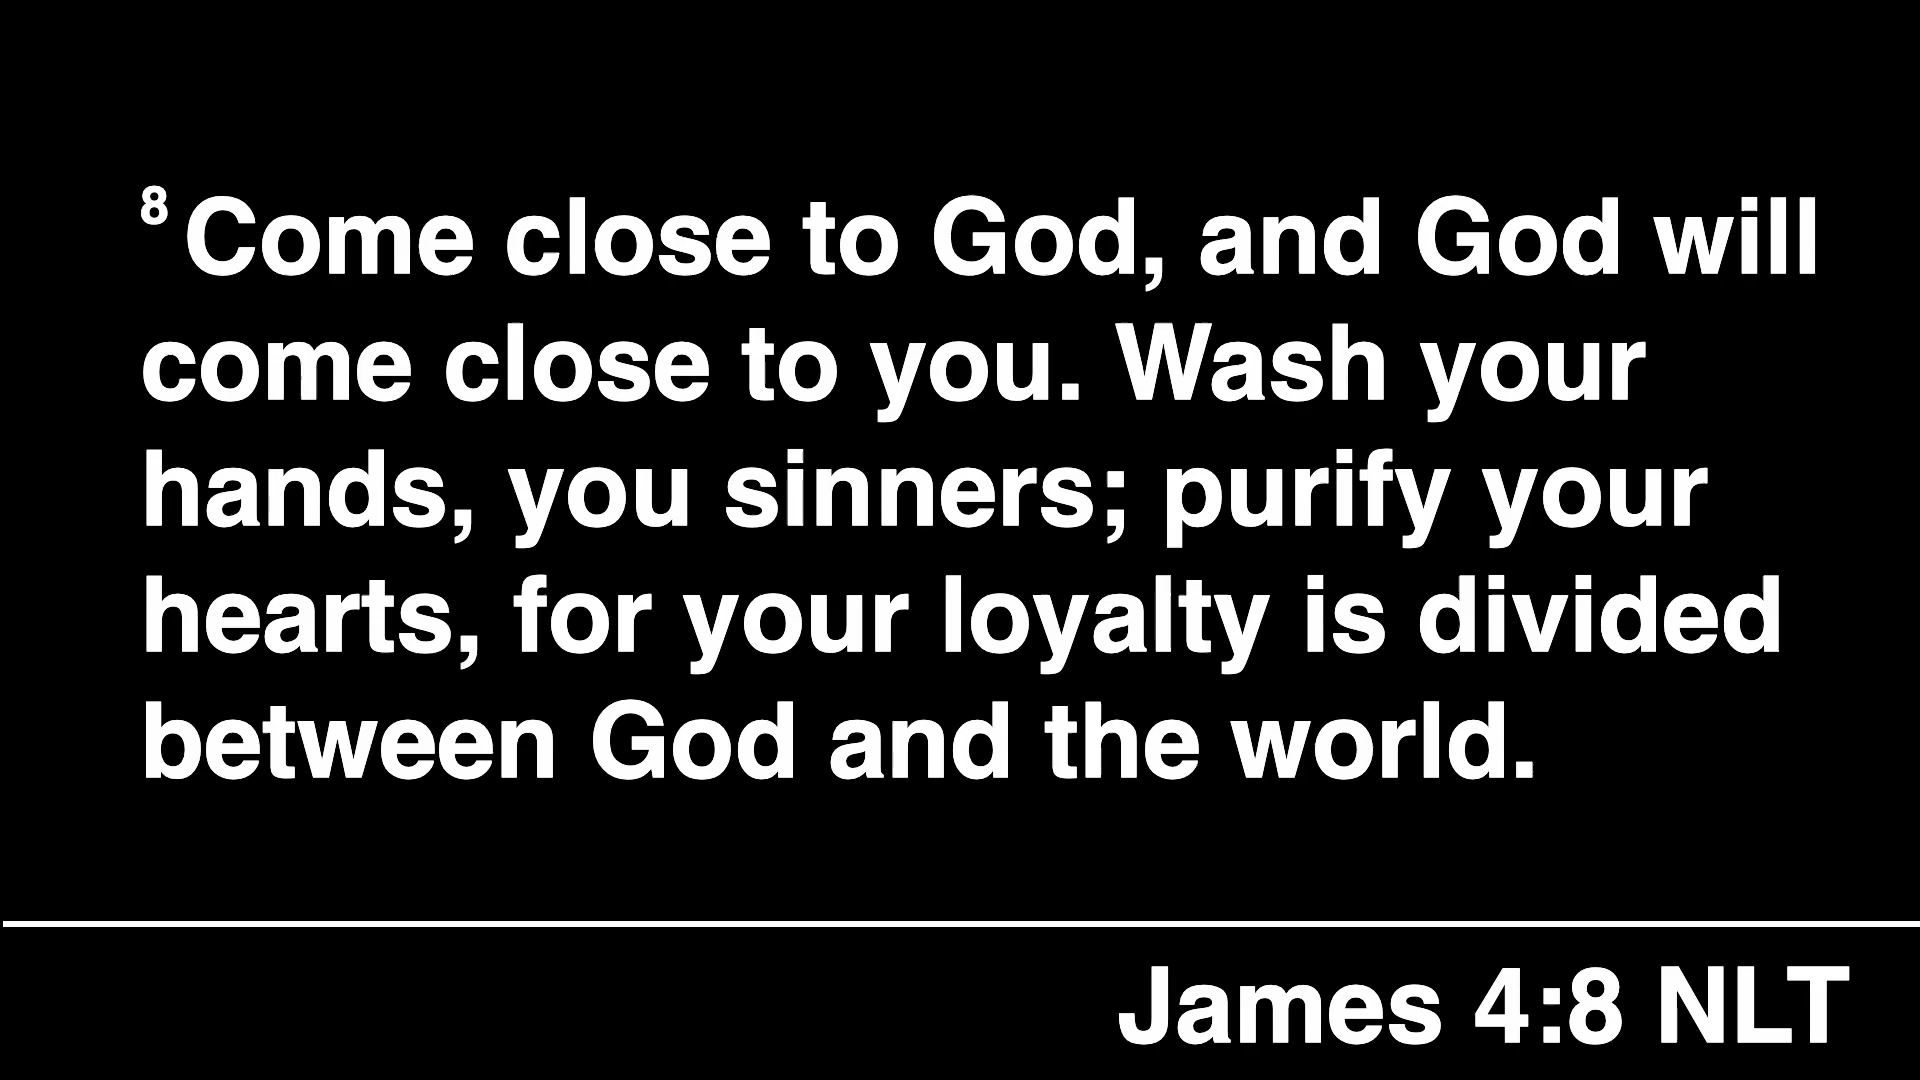 8 Come close to God, and God will
come close to you. Wash your
hands, you sinners; purify your
hearts, for your loyalty is divided
between God and the world.
James 4:8 NLT